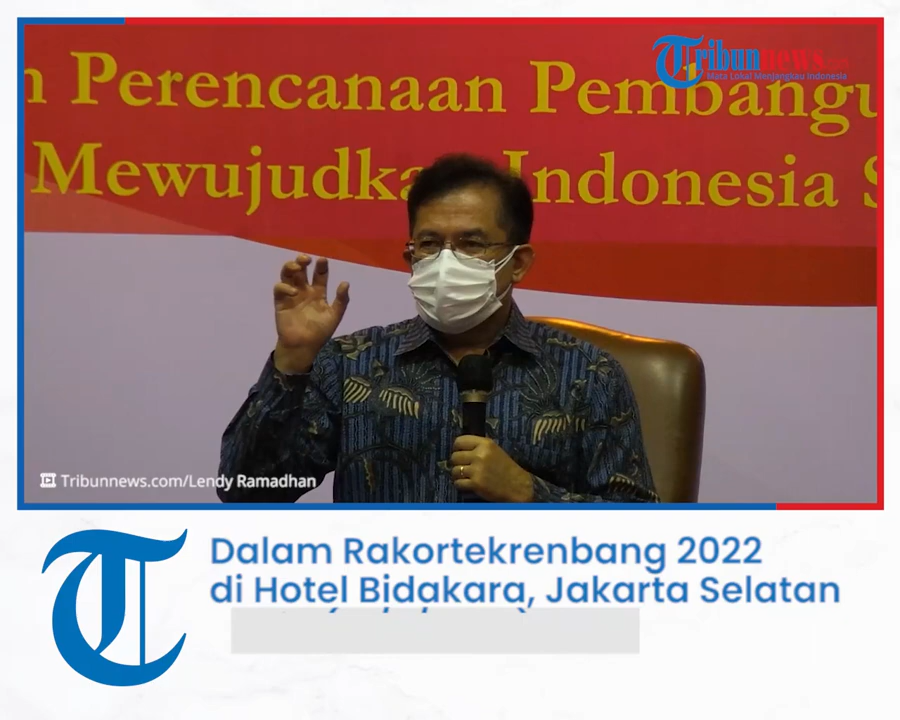 Tribunnews.com
Mata Lokal Menjangkau Indonesia
n Perencanaan Pembangu
Mewujudka Indonesia S
Tribunnews.com/Lendy Ramadhan
Dalam Rakortekrenbang 2022
di Hotel Bidakara, Jakarta Selatan